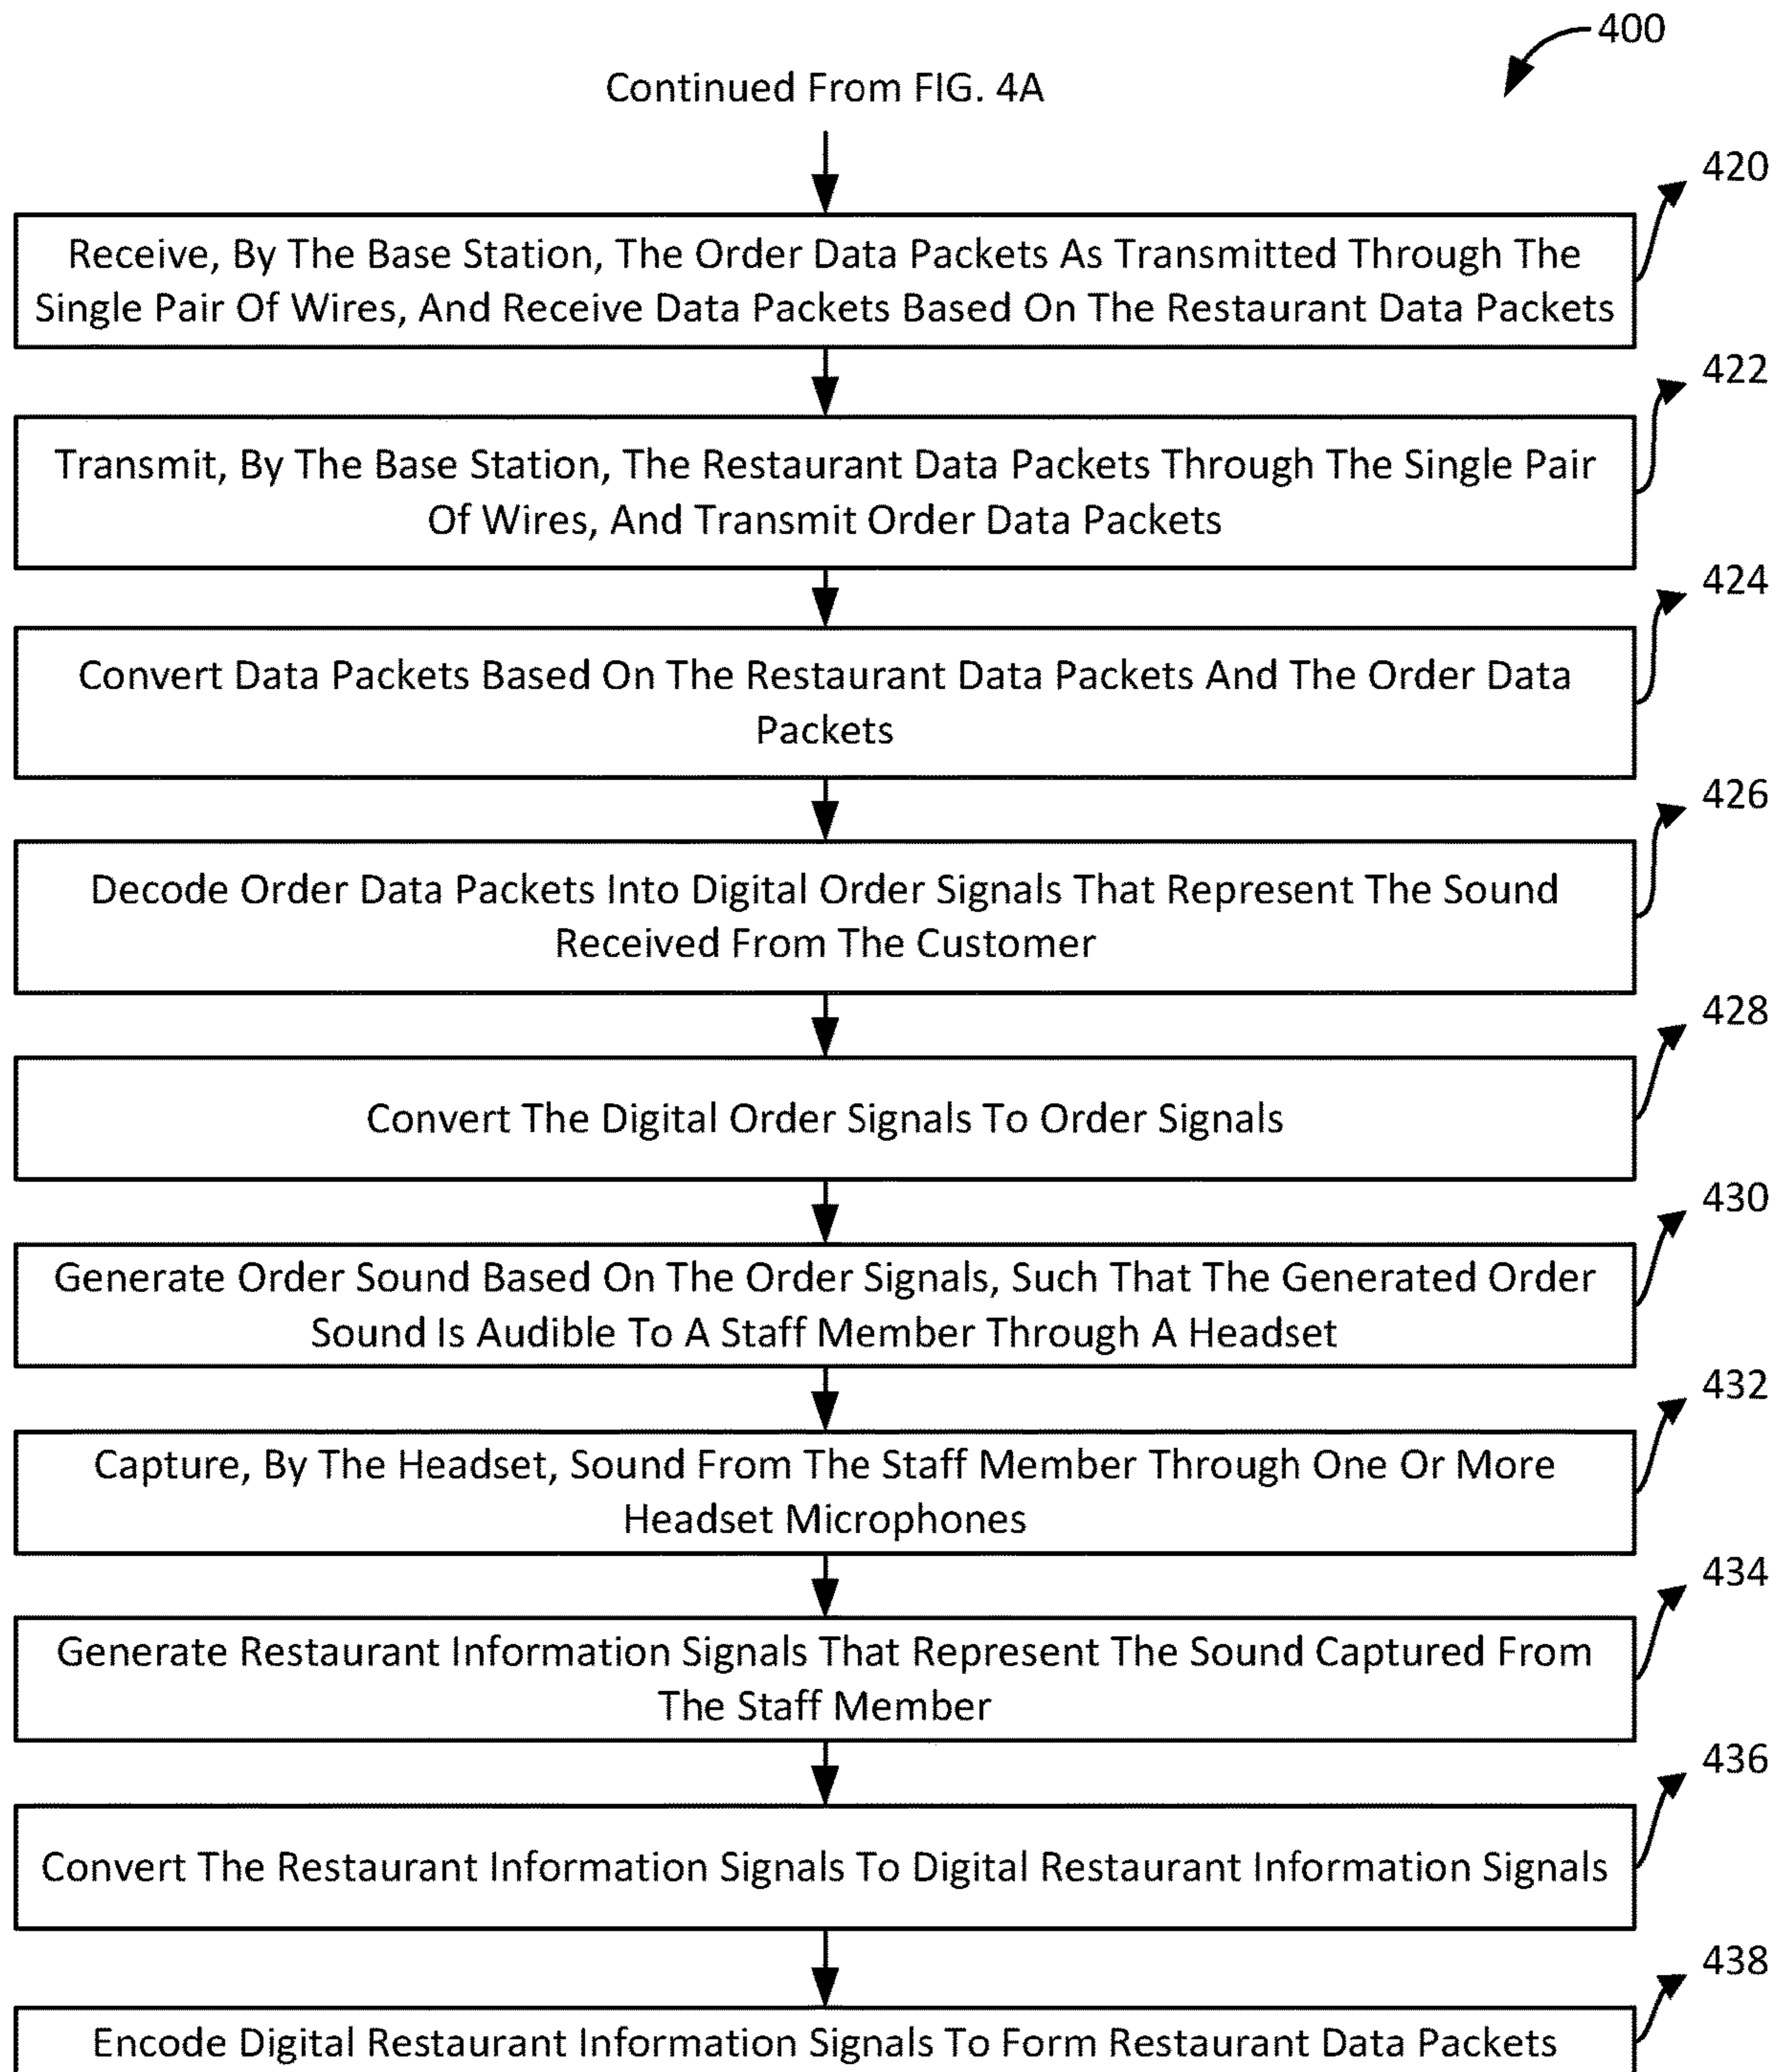 400
Continued From FIG. 4A
420
Receive, By The Base Station, The Order Data Packets As Transmitted Through The
Single Pair Of Wires, And Receive Data Packets Based On The Restaurant Data Packets
422
Transmit, By The Base Station, The Restaurant Data Packets Through The Single Pair
Of Wires, And Transmit Order Data Packets
424
Convert Data Packets Based On The Restaurant Data Packets And The Order Data
Packets
426
Decode Order Data Packets Into Digital Order Signals That Represent The Sound
Received From The Customer
428
Convert The Digital Order Signals To Order Signals
430
Generate Order Sound Based On The Order Signals, Such That The Generated Order
Sound Is Audible To A Staff Member Through A Headset
432
Capture, By The Headset, Sound From The Staff Member Through One Or More
Headset Microphones
434
Generate Restaurant Information Signals That Represent The Sound Captured From
The Staff Member
436
Convert The Restaurant Information Signals To Digital Restaurant Information Signals
438
Encode Digital Restaurant Information Signals To Form Restaurant Data Packets